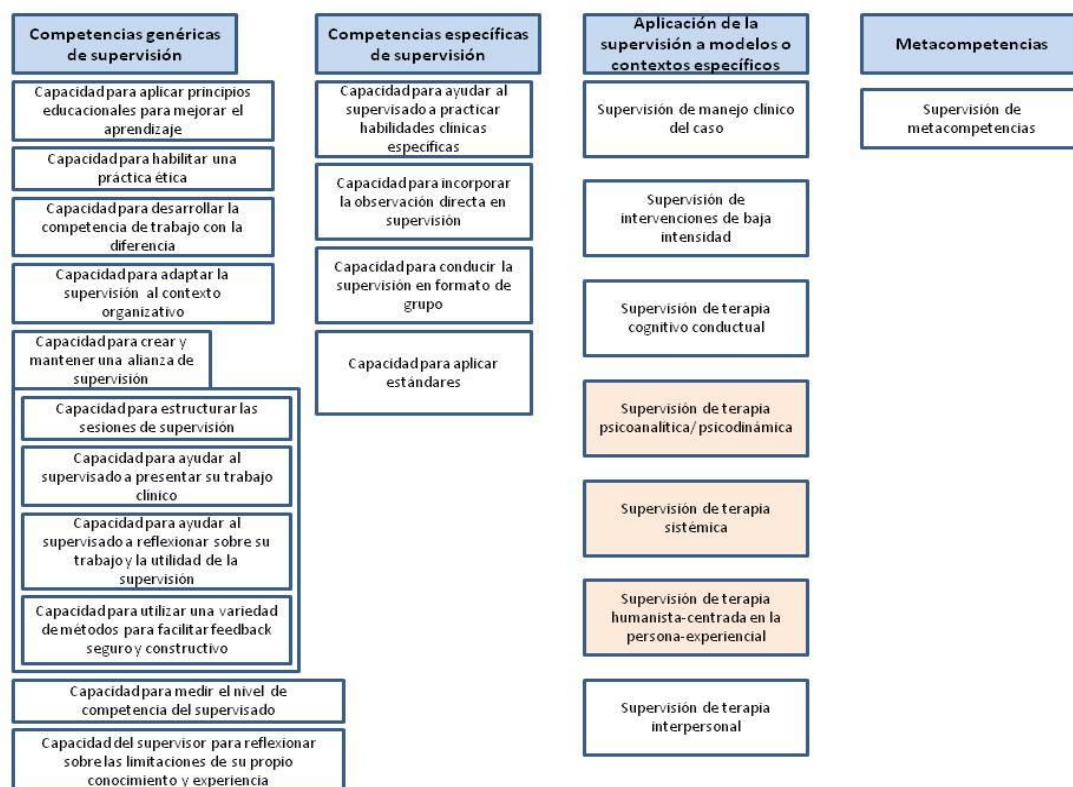 Competencias genéricas
de supervisión
Capacidad para aplicar principios
educacionales para mejorar el
aprendizaje
Capacidad para habilitar una
práctica ética
Capacidad para desarrollar la
competencia de trabajo con la
diferencia
Capacidad para adaptar la
supervisión al contexto
organizativo
Capacidad para crear y
mantener una alianza de
supervisión
Capacidad para estructurar las
sesiones de supervisión
Capacidad para ayudar al
supervisado a presentar su trabajo
clínico
Capacidad para ayudar al
supervisado a reflexionar sobre su
trabajo y la utilidad de la
supervisión
Capacidad para utilizar una variedad
de métodos para facilitar feedback
seguro y constructivo
Capacidad para medir el nivel de
competencia del supervisado
Capacidad del supervisor para reflexionar
sobre las limitaciones de su propio
conocimiento y experiencia
Competencias específicas
de supervisión
Capacidad para ayudar al
supervisado a practicar
habilidades clínicas
específicas
Capacidad para incorporar
la observación directa en
supervisión
Capacidad para conducir la
supervisión en formato de
grupo
Capacidad para aplicar
estándares
Aplicación de la
supervisión a modelos o
contextos específicos
Supervisión de manejo clínico
del caso
Supervisión de
intervenciones de baja
intensidad
Supervisión de terapia
cognitivo conductual
Supervisión de terapia
psicoanalítica/psicodinámica
Supervisión de terapia
sistémica
Supervisión de terapia
humanista-centrada en la
persona-experiencial
Supervisión de terapia
interpersonal
Metacompetencias
Supervisión de
metacompetencias